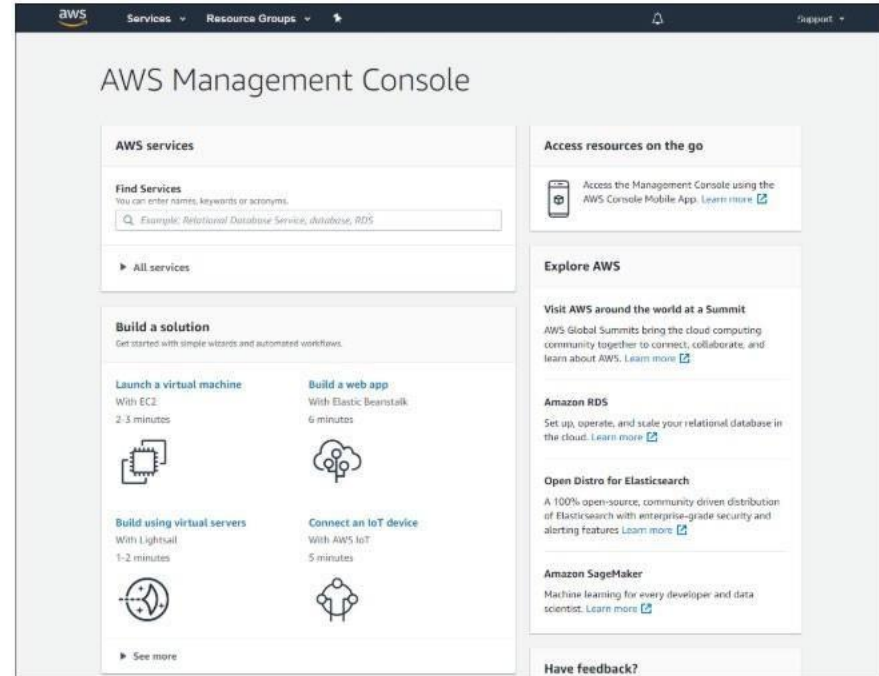 aws Services Resource Groups Support
AWS Management Console
AWS services
Find Services
You can enter names, keywords or acronyms.
Example: Relational Database Service, database, RDS
All services
Build a solution
Get started with simple wizards and automated workflows.
Launch a virtual machine
With EC2
2-3 minutes
Build a web app
With Elastic Beanstalk
6 minutes
Build using virtual servers
With Lightsail
1-2 minutes
Connect an IoT device
With AWS IoT
5 minutes
See more
Access resources on the go
Access the Management Console using the
AWS Console Mobile App. Learn more
Explore AWS
Visit AWS around the world at a Summit
AWS Global Summits bring the cloud computing
community together to connect, collaborate, and
learn about AWS. Learn more
Amazon RDS
Set up, operate, and scale your relational database in
the cloud. Learn more
Open Distro for Elasticsearch
A 100% open-source, community driven distribution
of Elasticsearch with enterprise-grade security and
alerting features Learn more
Amazon SageMaker
Machine learning for every developer and data
scientist. Learn more
Have feedback?